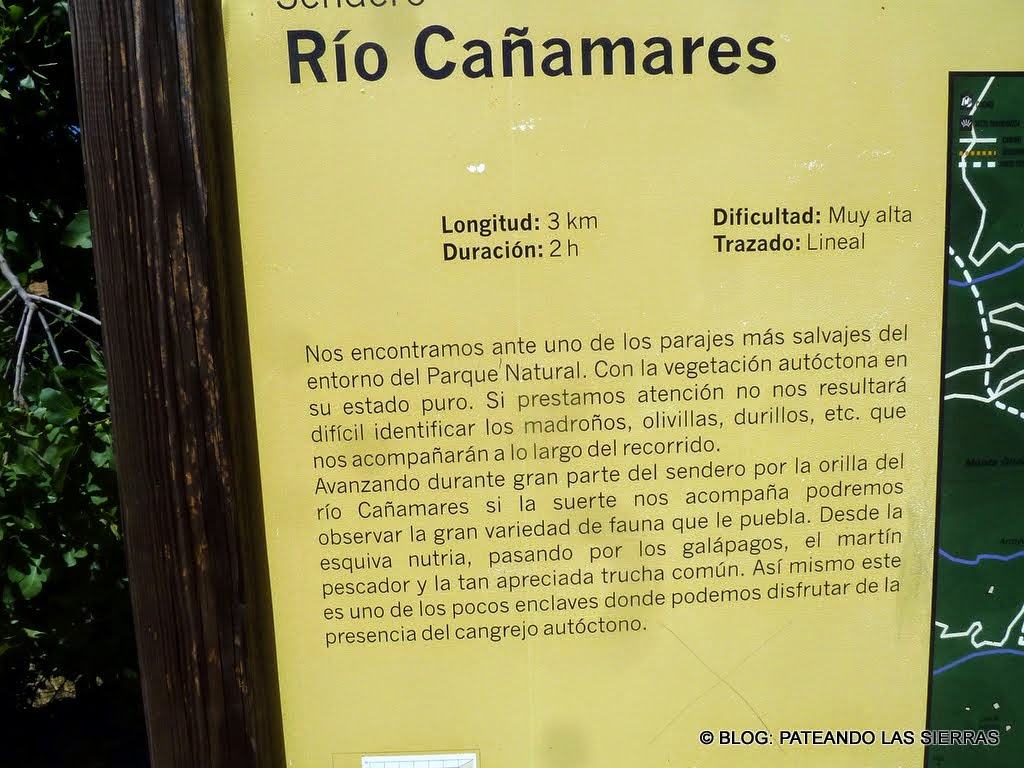 Sendero
Río Cañamares
Longitud: 3 km
Duración: 2 h
Dificultad: Muy alta
Trazado: Lineal
Nos encontramos ante uno de los parajes más salvajes del
entorno del Parque Natural. Con la vegetación autóctona en
su estado puro. Si prestamos atención no nos resultará
difícil identificar los madroños, olivillas, durillos, etc. que
nos acompañarán a lo largo del recorrido.
Avanzando durante gran parte del sendero por la orilla del
río Cañamares si la suerte nos acompaña podremos
observar la gran variedad de fauna que le puebla. Desde la
esquiva nutria, pasando por los galápagos, el martín
pescador y la tan apreciada trucha común. Así mismo este
es uno de los pocos enclaves donde podemos disfrutar de la
presencia del cangrejo autóctono.
© BLOG: PATEANDO LAS SIERRAS